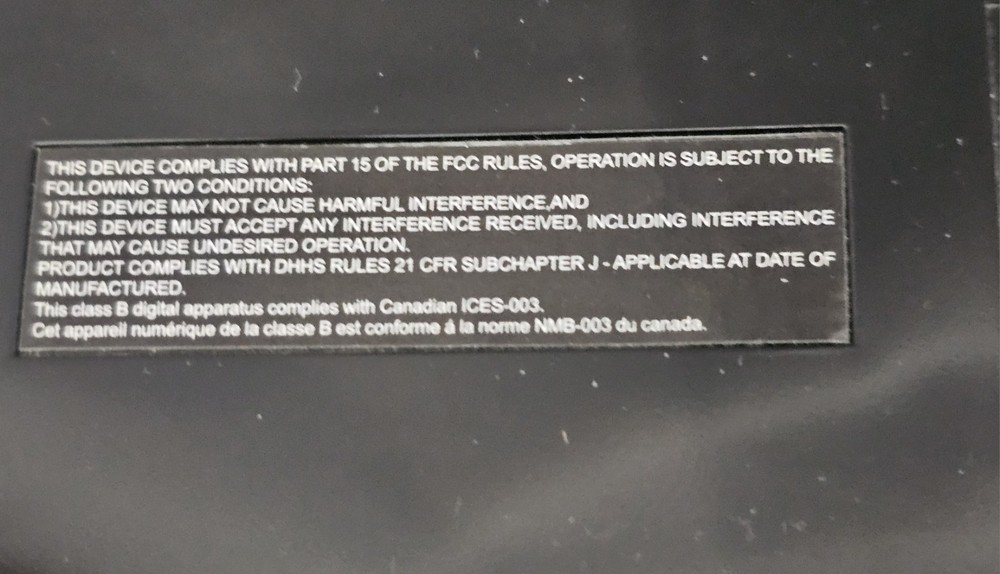 THIS DEVICE COMPLIES WITH PART 15 OF THE FCC RULES, OPERATION IS SUBJECT TO THE
FOLLOWING TWO CONDITIONS:
1)THIS DEVICE MAY NOT CAUSE HARMFUL INTERFERENCE,AND
2)THIS DEVICE MUST ACCEPT ANY INTERFERENCE RECEIVED, INCLUDING INTERFERENCE
THAT MAY CAUSE UNDESIRED OPERATION.
PRODUCT COMPLIES WITH DHHS RULES 21 CFR SUBCHAPTER J - APPLICABLE AT DATE OF
MANUFACTURED.
This class B digital apparatus complies with Canadian ICES-003.
Cet appareil numérique de la classe B est conforme á la norme NMB-003 du canada.